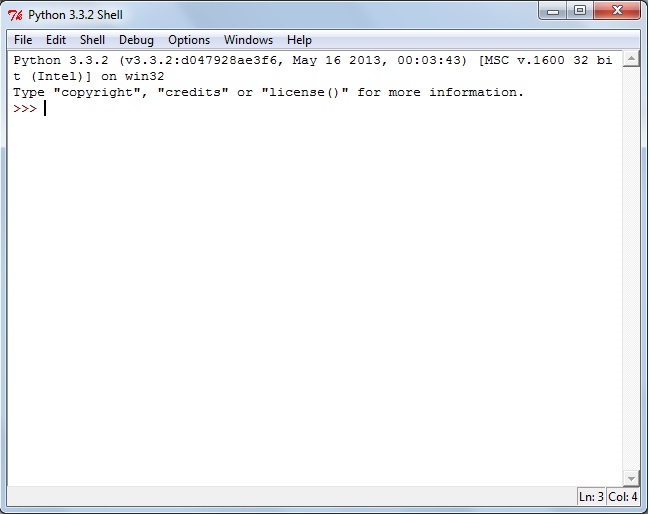 Python 3.3.2 Shell
File Edit Shell Debug Options Windows Help
Python 3.3.2 (v3.3.2:d047928ae3f6, May 16 2013, 00:03:43) [MSC v.1600 32 bi
t (Intel)] on win32
Type "copyright", "credits" or "license()" for more information.
>>>
Ln: 3 Col: 4